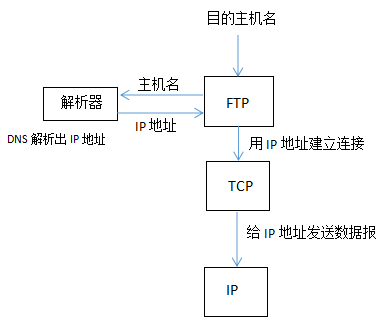 目的主机名
主机名
解析器
FTP
IP 地址
DNS 解析出 IP 地址
用 IP 地址建立连接
TCP
给 IP 地址发送数据报
IP